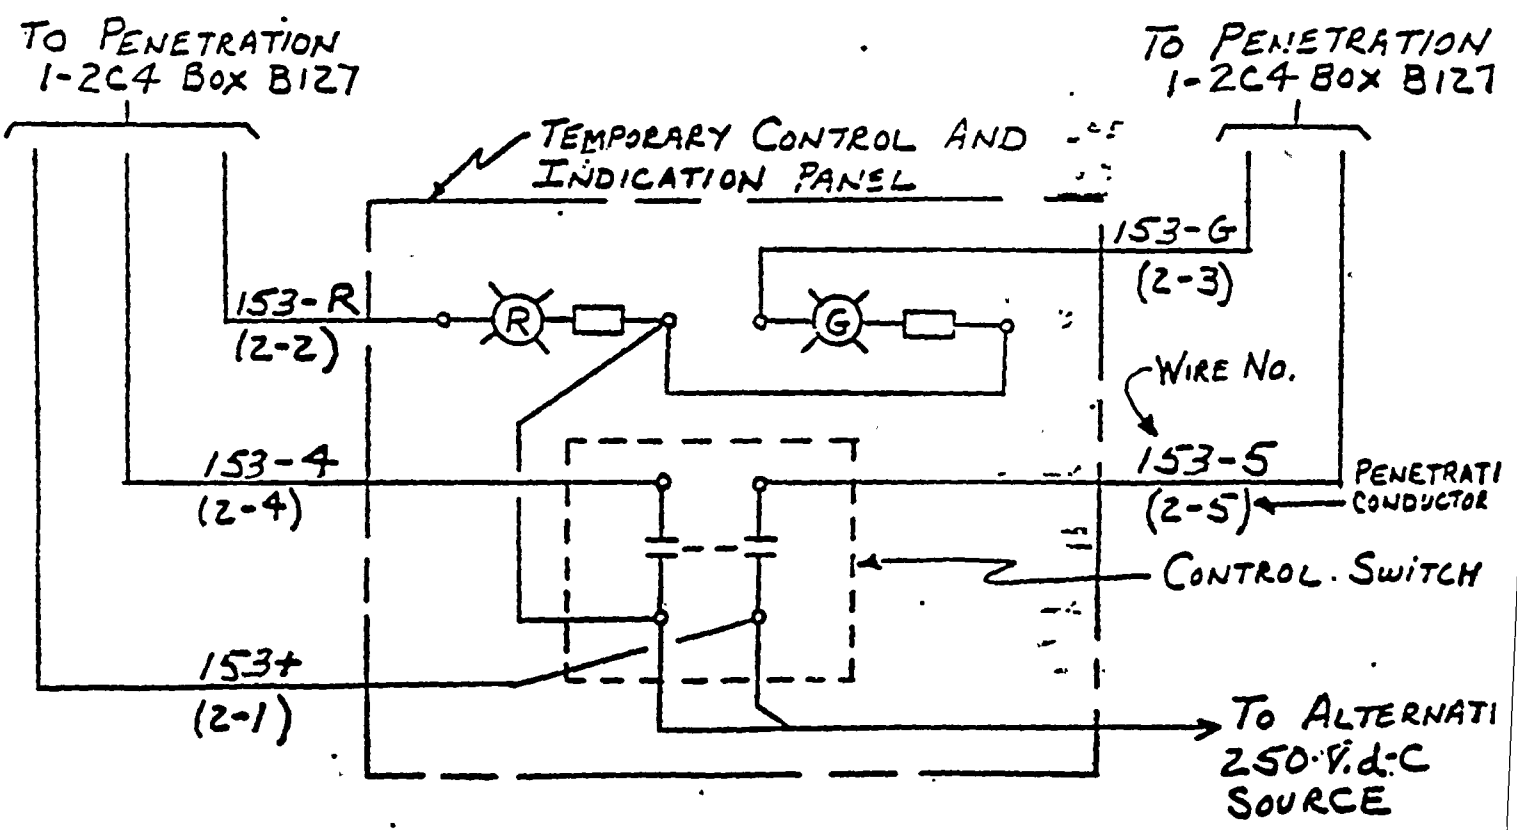 TO PENETRATION
1-2C4 BOX B127
TO PENETRATION
1-2C4 BOX B127
TEMPORARY CONTROL AND
INDICATION PANEL
153-G
(2-3)
153-R
(2-2)
R
G
WIRE NO.
153-4
(2-4)
153-5
(2-5)
PENETRATI
CONDUCTOR
CONTROL. SWITCH
153+
(2-1)
TO ALTERNATI
250·V.d-C
SOURCE